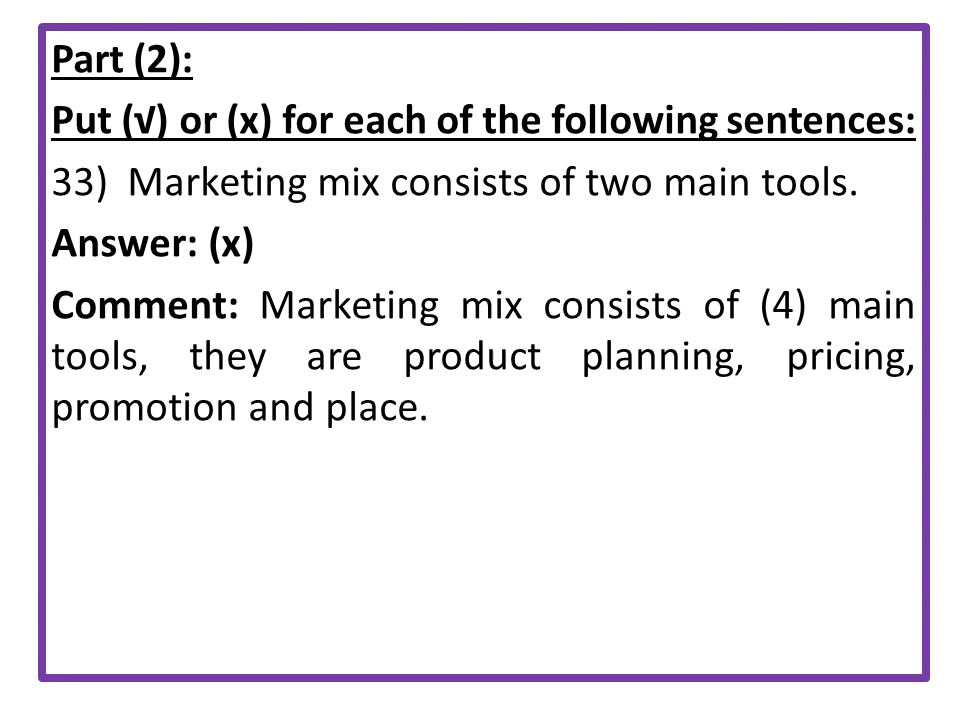 Part (2):
Put (√) or (x) for each of the following sentences:
33)  Marketing mix consists of two main tools.
Answer: (x)
Comment: Marketing mix consists of (4) main
tools, they are product planning, pricing,
promotion and place.